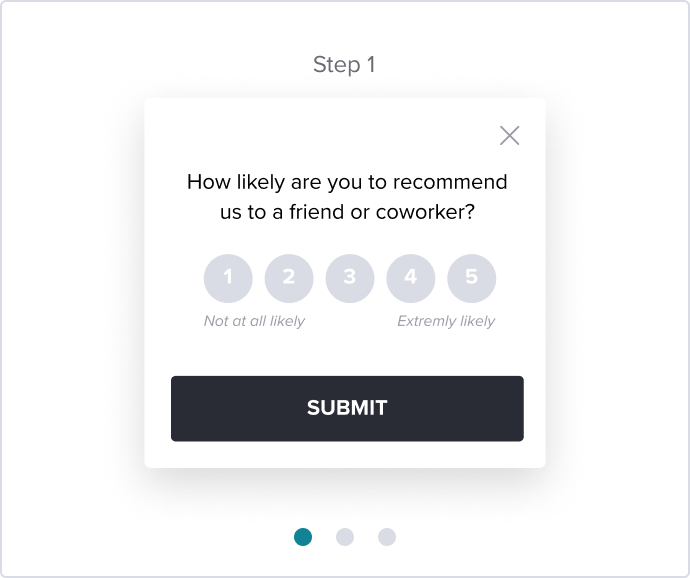 Step 1
How likely are you to recommend
us to a friend or coworker?
1 2 3 4 5
Not at all likely Extremly likely
SUBMIT